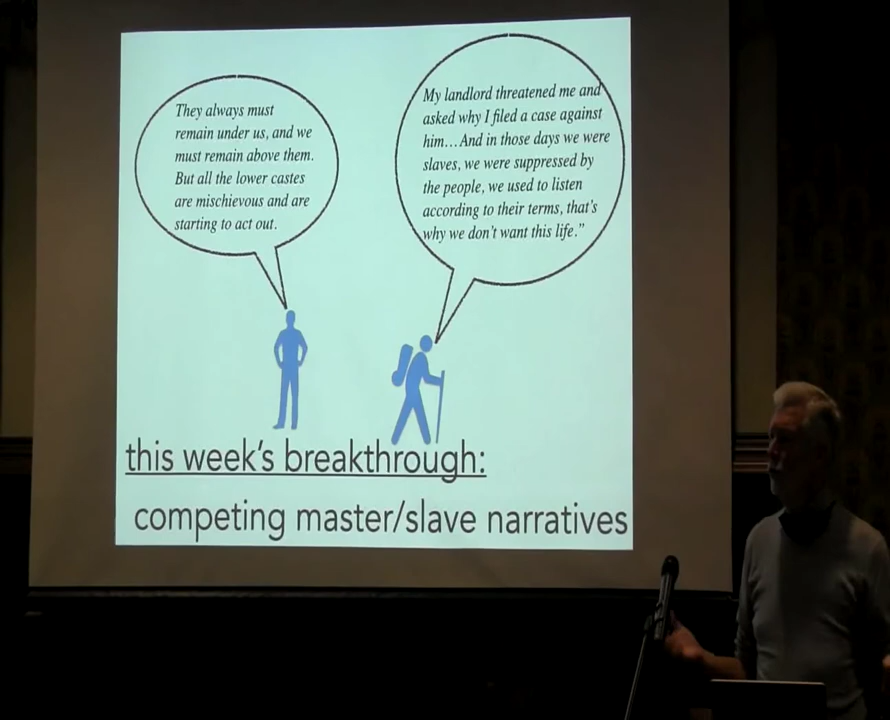 They always must
remain under us, and we
must remain above them.
But all the lower castes
are mischievous and are
starting to act out.
My landlord threatened me and
asked why I filed a case against
him…And in those days we were
slaves, we were suppressed by
the people, we used to listen
according to their terms, that's
why we don't want this life."
this week's breakthrough:
competing master/slave narratives